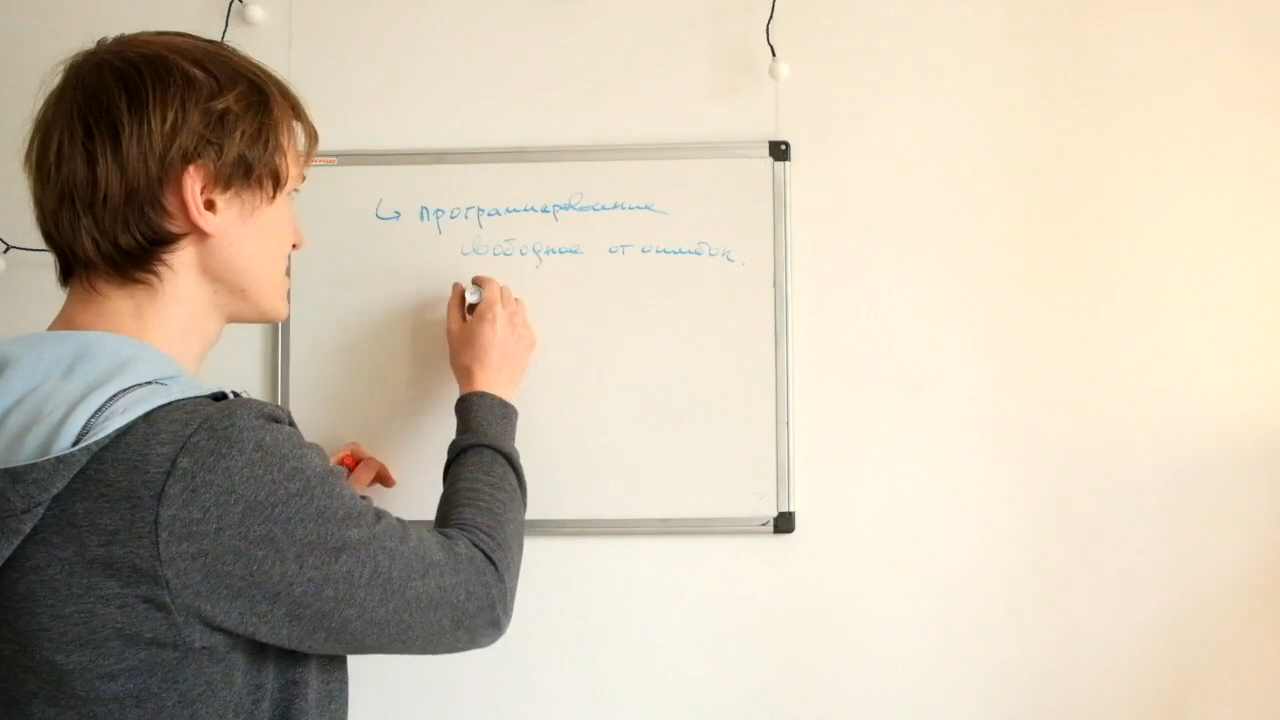 ↳ программирование
свободное от ошибок.